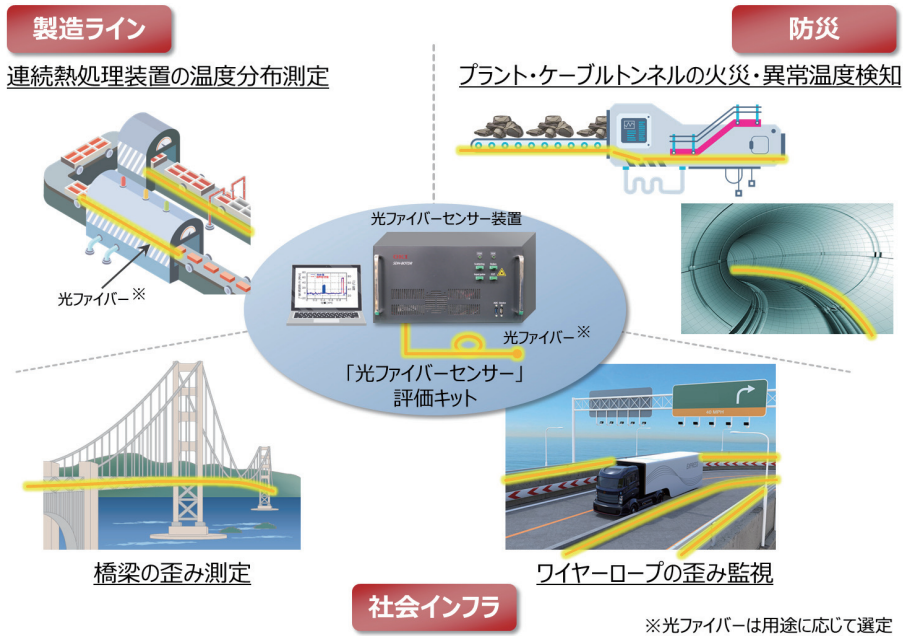 製造ライン
連続熱処理装置の温度分布測定
光ファイバー※
防災
プラント・ケーブルトンネルの火災・異常温度検知
光ファイバーセンサー装置
光ファイバー※
「光ファイバーセンサー」
評価キット
橋梁の歪み測定
ワイヤーロープの歪み監視
社会インフラ
※光ファイバーは用途に応じて選定